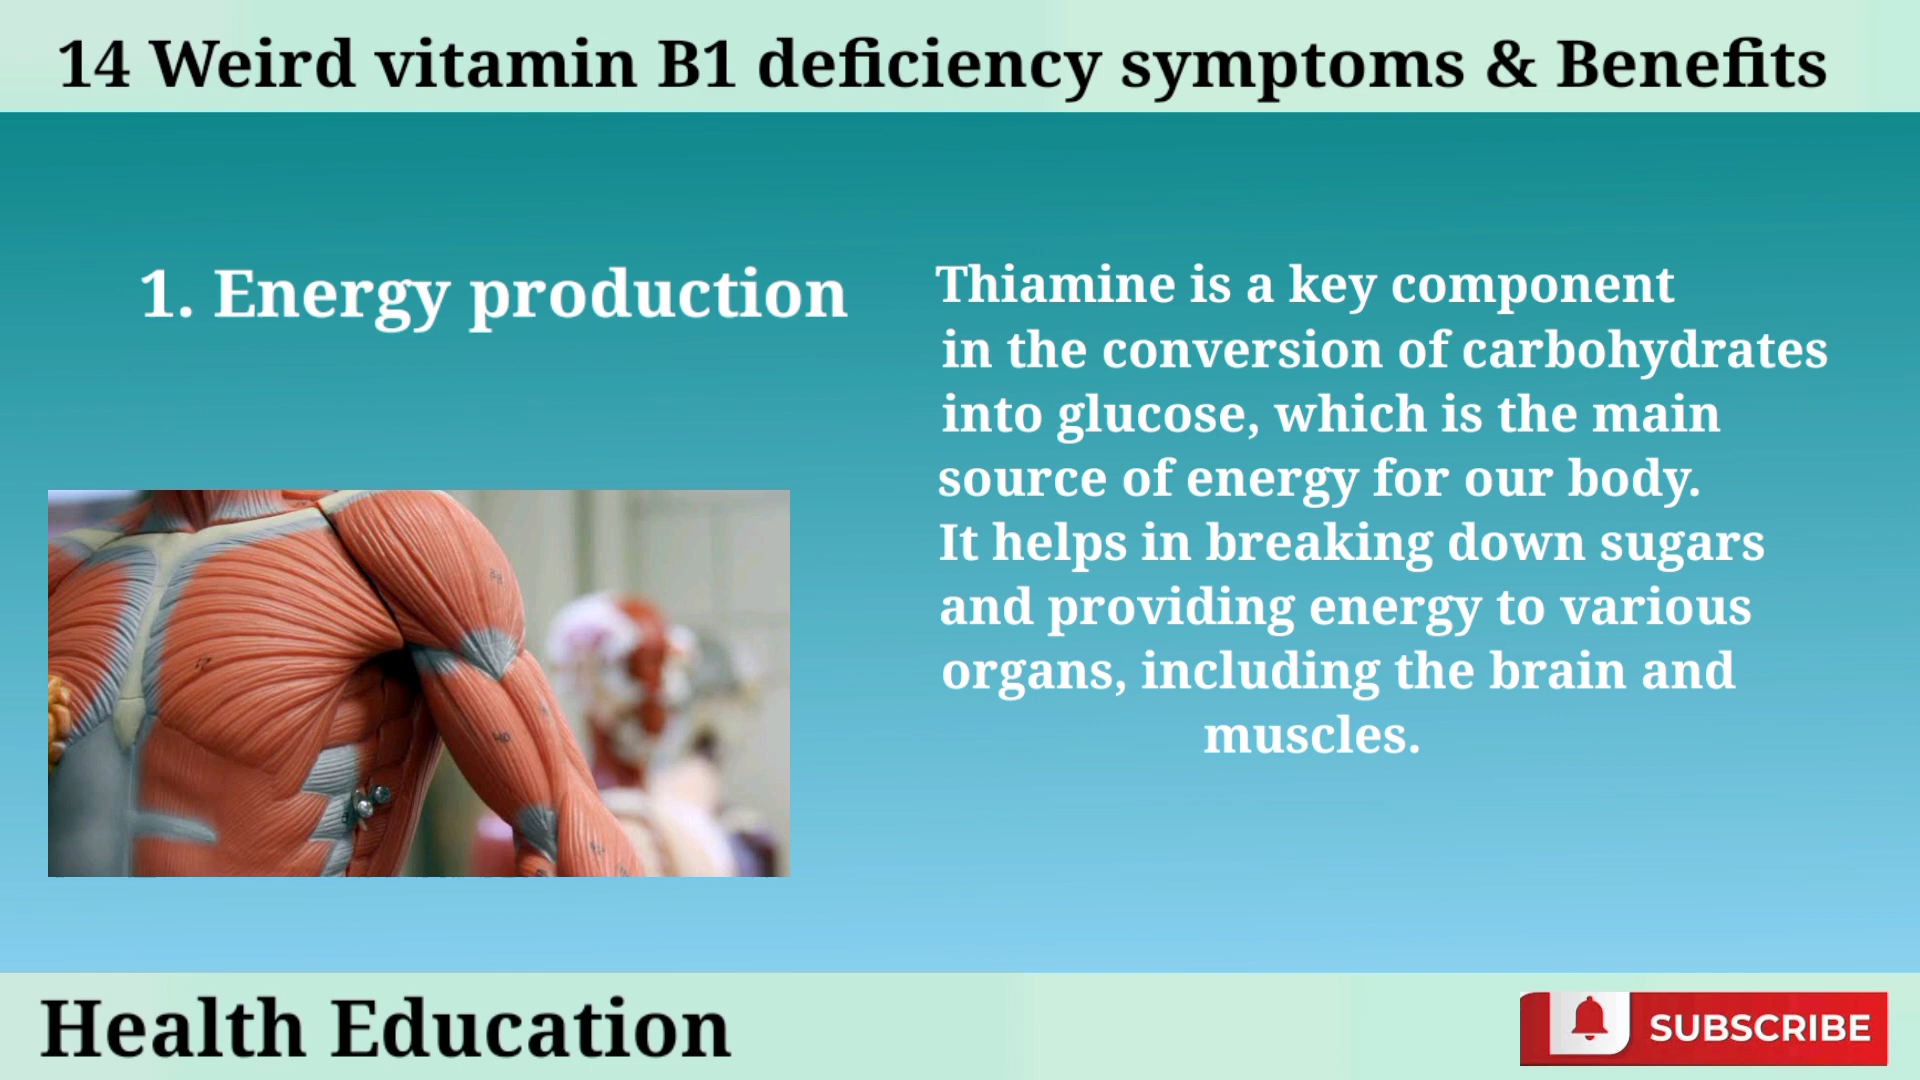 14 Weird vitamin B1 deficiency symptoms & Benefits
1. Energy production
Thiamine is a key component
in the conversion of carbohydrates
into glucose, which is the main
source of energy for our body.
It helps in breaking down sugars
and providing energy to various
organs, including the brain and
muscles.
Health Education
SUBSCRIBE